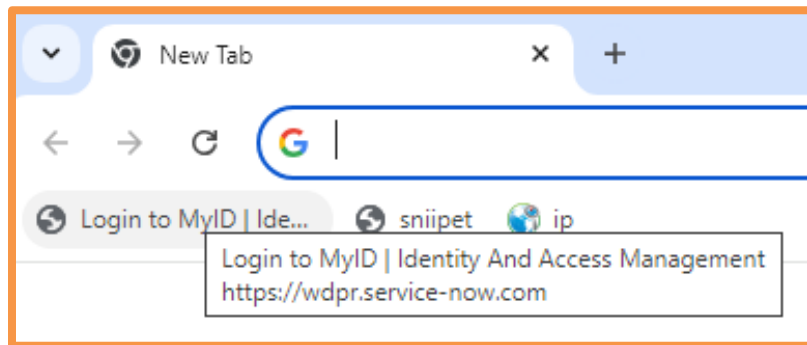 New Tab
Login to MyID | Ide... sniipet ip
Login to MyID | Identity And Access Management
https://wdpr.service-now.com